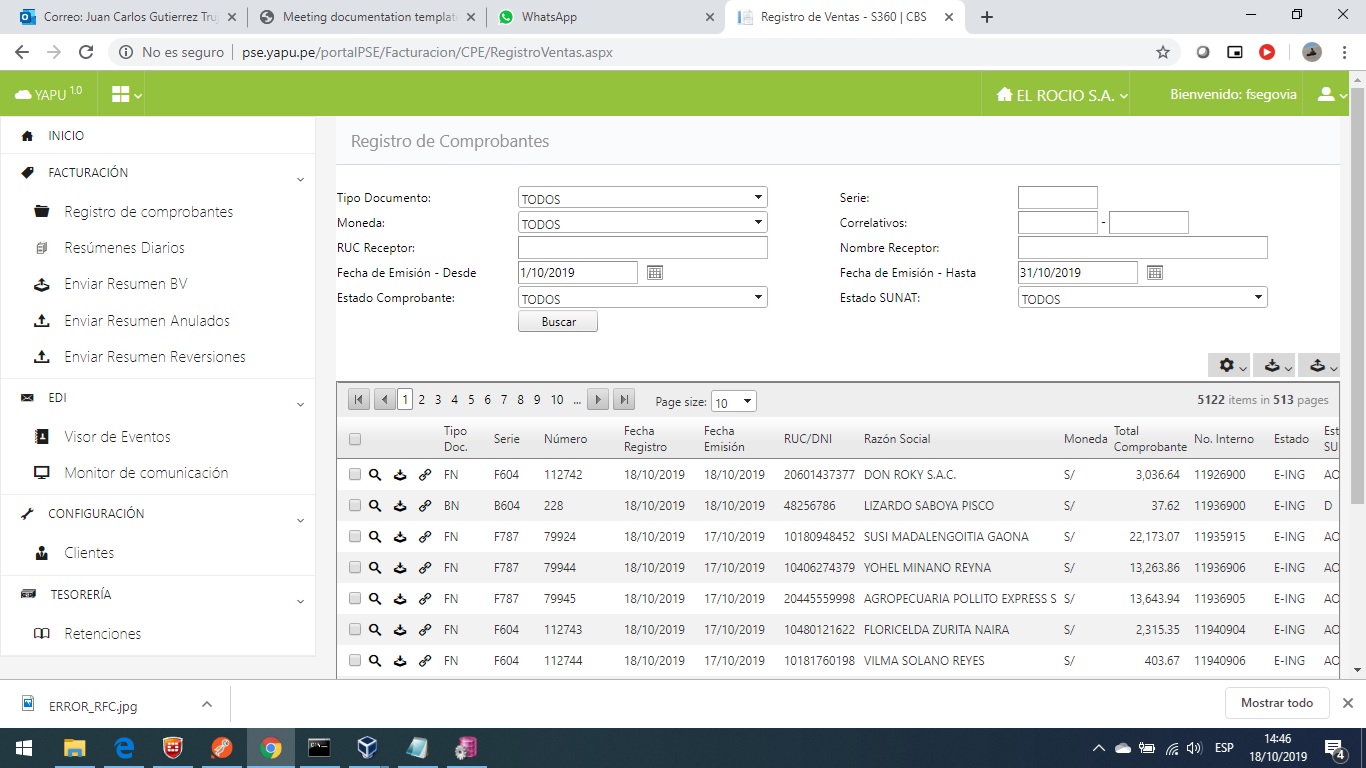 Correo: Juan Carlos Gutierrez Tru
Meeting documentation templat
WhatsApp
Registro de Ventas - S360 | CBS
No es seguro | pse.yapu.pe/portalPSE/Facturacion/CPE/RegistroVentas.aspx
YAPU 1.0
EL ROCIO S.A.
Bienvenido: fsegovia
INICIO
FACTURACIÓN
Registro de comprobantes
Resúmenes Diarios
Enviar Resumen BV
Enviar Resumen Anulados
Enviar Resumen Reversiones
EDI
Visor de Eventos
Monitor de comunicación
CONFIGURACIÓN
Clientes
TESORERÍA
Retenciones
Registro de Comprobantes
Tipo Documento: TODOS Serie:
Moneda: TODOS Correlativos: -
RUC Receptor: Nombre Receptor:
Fecha de Emisión - Desde 1/10/2019 Fecha de Emisión - Hasta 31/10/2019
Estado Comprobante: TODOS Estado SUNAT: TODOS
Buscar
1 2 3 4 5 6 7 8 9 10 ... Page size: 10 5122 items in 513 pages
Tipo Doc. Serie Número Fecha Registro Fecha Emisión RUC/DNI Razón Social Moneda Total Comprobante No. Interno Estado Est SU
FN F604 112742 18/10/2019 18/10/2019 20601437377 DON ROKY S.A.C. S/ 3,036.64 11926900 E-ING AC
BN B604 228 18/10/2019 18/10/2019 48256786 LIZARDO SABOYA PISCO S/ 37.62 11936900 E-ING D
FN F787 79924 18/10/2019 17/10/2019 10180948452 SUSI MADALENGOITIA GAONA S/ 22,173.07 11935915 E-ING AC
FN F787 79944 18/10/2019 17/10/2019 10406274379 YOHEL MINANO REYNA S/ 13,263.86 11936906 E-ING AC
FN F787 79945 18/10/2019 17/10/2019 20445559998 AGROPECUARIA POLLITO EXPRESS S S/ 13,643.94 11936905 E-ING AC
FN F604 112743 18/10/2019 17/10/2019 10480121622 FLORICELDA ZURITA NAIRA S/ 2,315.35 11940904 E-ING AC
FN F604 112744 18/10/2019 17/10/2019 10181760198 VILMA SOLANO REYES S/ 403.67 11940906 E-ING AC
ERROR_RFC.jpg
Mostrar todo
ESP
14:46
18/10/2019
4